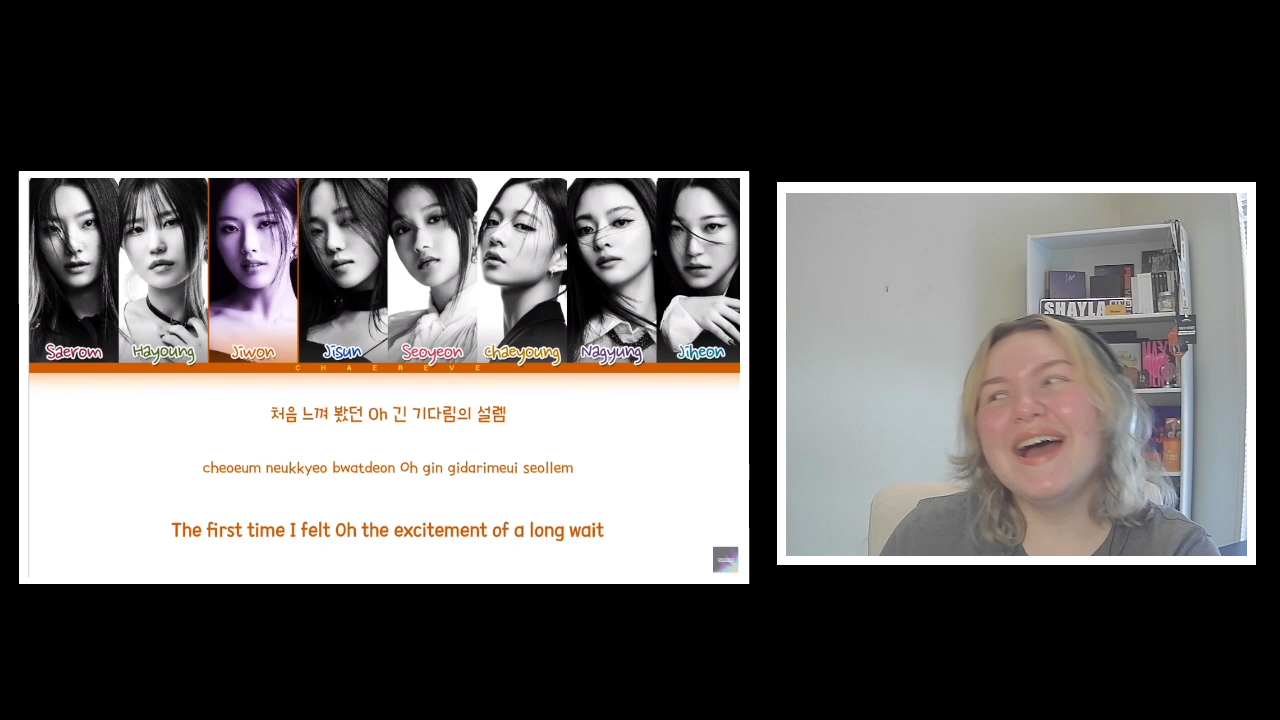 Saerom
Hayoung
Jiwon
Jisun
Seoyeon
Chaeyoung
Nagyung
Jiheon
CHAEREVE
처음 느껴 봤던 Oh 긴 기다림의 설렘
cheoeum neukkyeo bwatdeon Oh gin gidarimeui seollem
The first time I felt Oh the excitement of a long wait
SHAYLA